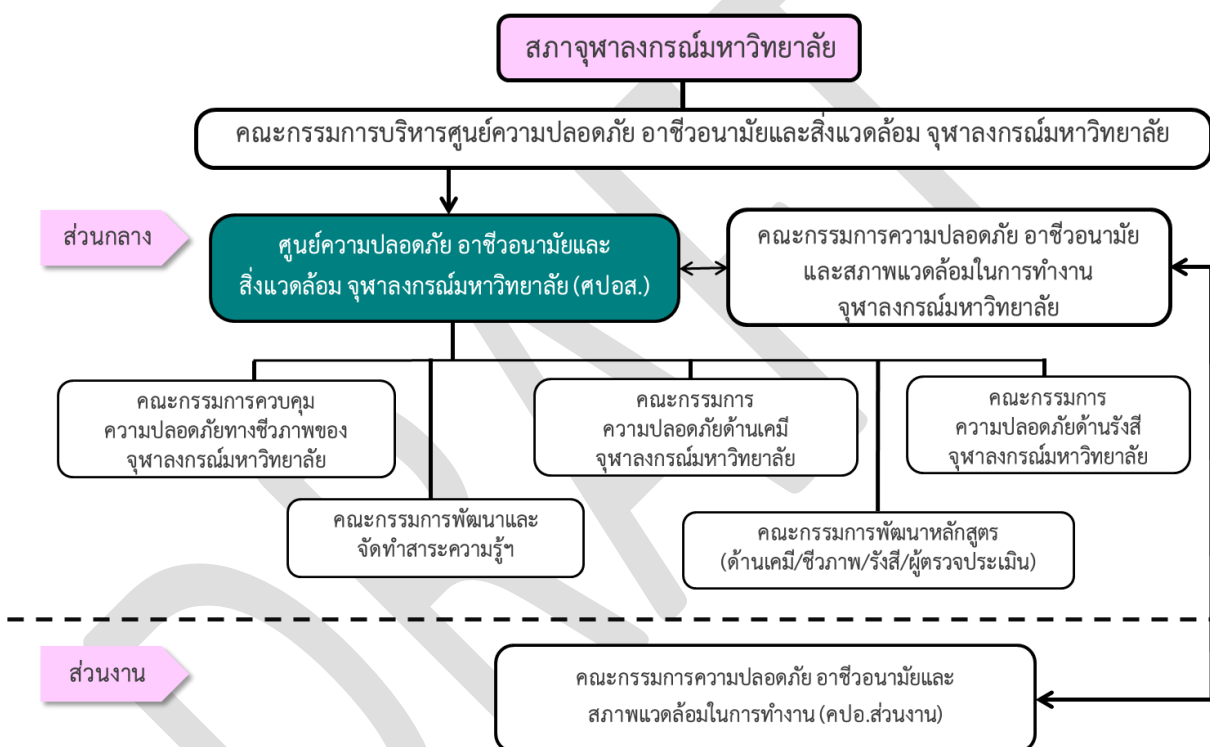 สภาจุฬาลงกรณ์มหาวิทยาลัย
คณะกรรมการบริหารศูนย์ความปลอดภัย อาชีวอนามัยและสิ่งแวดล้อม จุฬาลงกรณ์มหาวิทยาลัย
ส่วนกลาง
ศูนย์ความปลอดภัย อาชีวอนามัยและ
สิ่งแวดล้อม จุฬาลงกรณ์มหาวิทยาลัย (ศปอส.)
คณะกรรมการความปลอดภัย อาชีวอนามัย
และสภาพแวดล้อมในการทำงาน
จุฬาลงกรณ์มหาวิทยาลัย
คณะกรรมการควบคุม
ความปลอดภัยทางชีวภาพของ
จุฬาลงกรณ์มหาวิทยาลัย
คณะกรรมการ
ความปลอดภัยด้านเคมี
จุฬาลงกรณ์มหาวิทยาลัย
คณะกรรมการ
ความปลอดภัยด้านรังสี
จุฬาลงกรณ์มหาวิทยาลัย
คณะกรรมการพัฒนาและ
จัดทำสาระความรู้ฯ
คณะกรรมการพัฒนาหลักสูตร
(ด้านเคมี/ชีวภาพ/รังสี/ผู้ตรวจประเมิน)
ส่วนงาน
คณะกรรมการความปลอดภัย อาชีวอนามัยและ
สภาพแวดล้อมในการทำงาน (คปอ.ส่วนงาน)
DRAFT